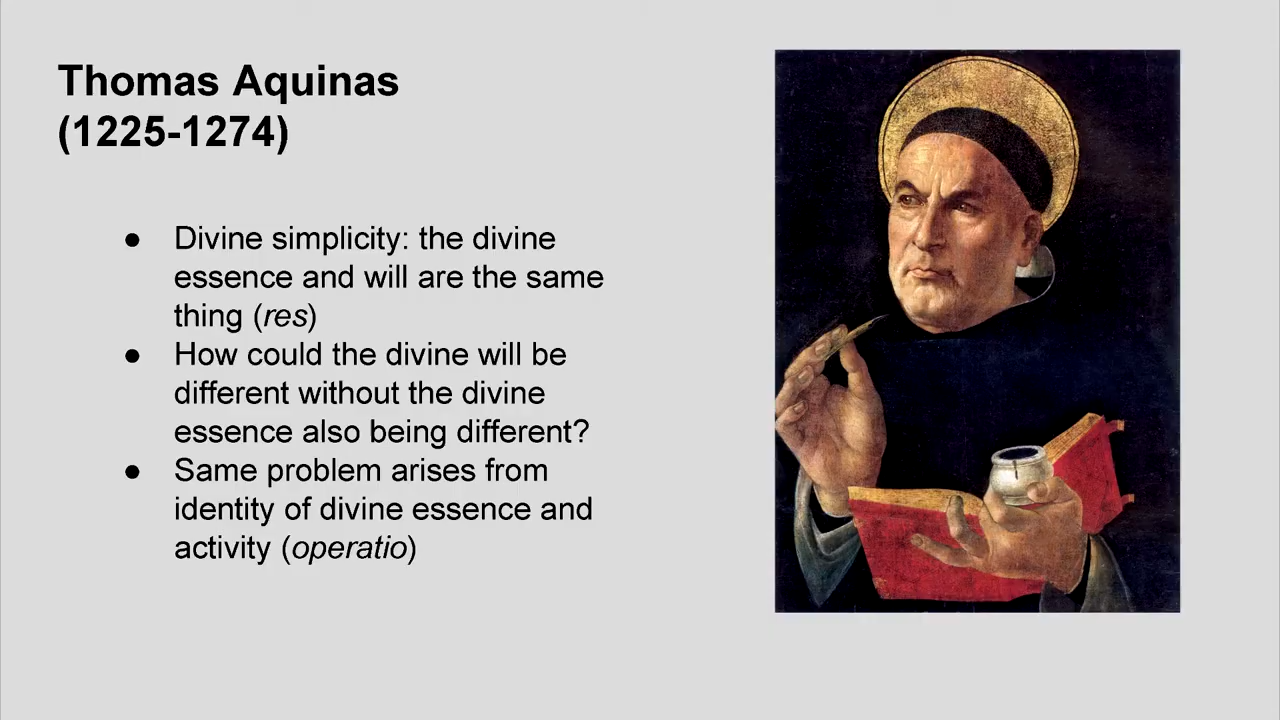 Thomas Aquinas
(1225-1274)
● Divine simplicity: the divine
essence and will are the same
thing (res)
● How could the divine will be
different without the divine
essence also being different?
● Same problem arises from
identity of divine essence and
activity (operatio)